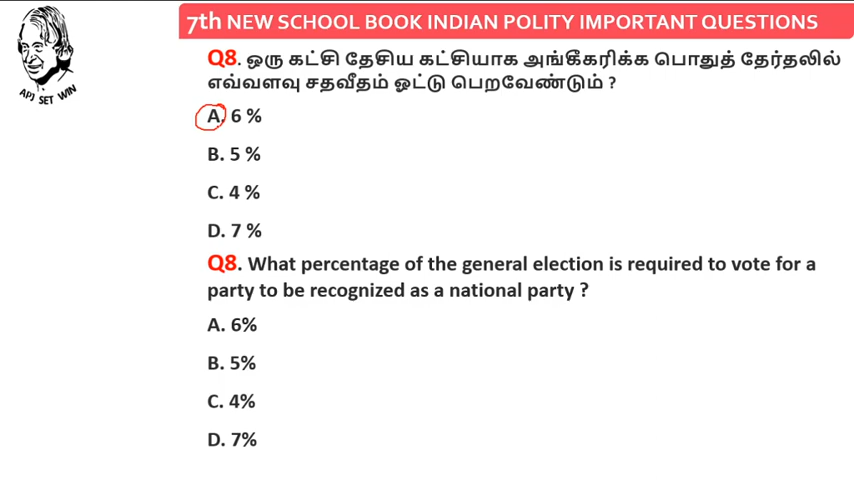 7th NEW SCHOOL BOOK INDIAN POLITY IMPORTANT QUESTIONS
APJ SET WIN
Q8. ஒரு கட்சி தேசிய கட்சியாக அங்கீகரிக்க பொதுத் தேர்தலில்
எவ்வளவு சதவீதம் ஓட்டு பெறவேண்டும் ?
A. 6 %
B. 5 %
C. 4 %
D. 7 %
Q8. What percentage of the general election is required to vote for a
party to be recognized as a national party ?
A. 6%
B. 5%
C. 4%
D. 7%